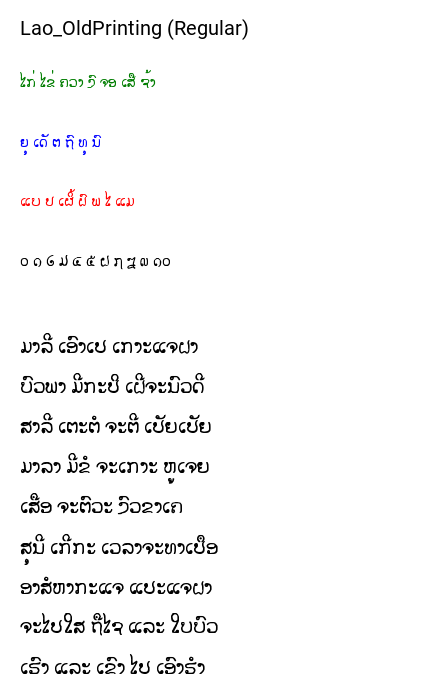 Lao_OldPrinting (Regular)
ໄກ່ ໄຂ່ ຄວາ ງົ ຈອ ເສື ຈ້າ
ຍຸ ເດັ ຕ ຖົ ທຸ ນົ
ແບ ປ ເຜິ້ ຝົ ພ ໄ ແມ
໐ ໑ ໒ ໓ ໔ ໕ ໖ ໗ ໘ ໙ ໑໐
ມາລີ ເອົາເປ ເກາະແຈຝາ
ບົວພາ ມີກະປິ ເຝີຈະນົວດີ
ສາລີ ເຕະຕໍ ຈະຕີ ເປັຍເປັຍ
ມາລາ ມີຂໍ ຈະເກາະ ຫູເຈຍ
ເສືອ ຈະຕົວະ ງົວຂາເຄ
ສຸນີ ເກີກະ ເວລາຈະທາເປືອ
ອາສໍຫາກະແຈ ແປະແຈຝາ
ຈະໄປໃສ ຖືໄຊ ແລະ ໃບບົວ
ເຮົາ ແລະ ເຂົາ ໄປ ເອົາຮໍາ